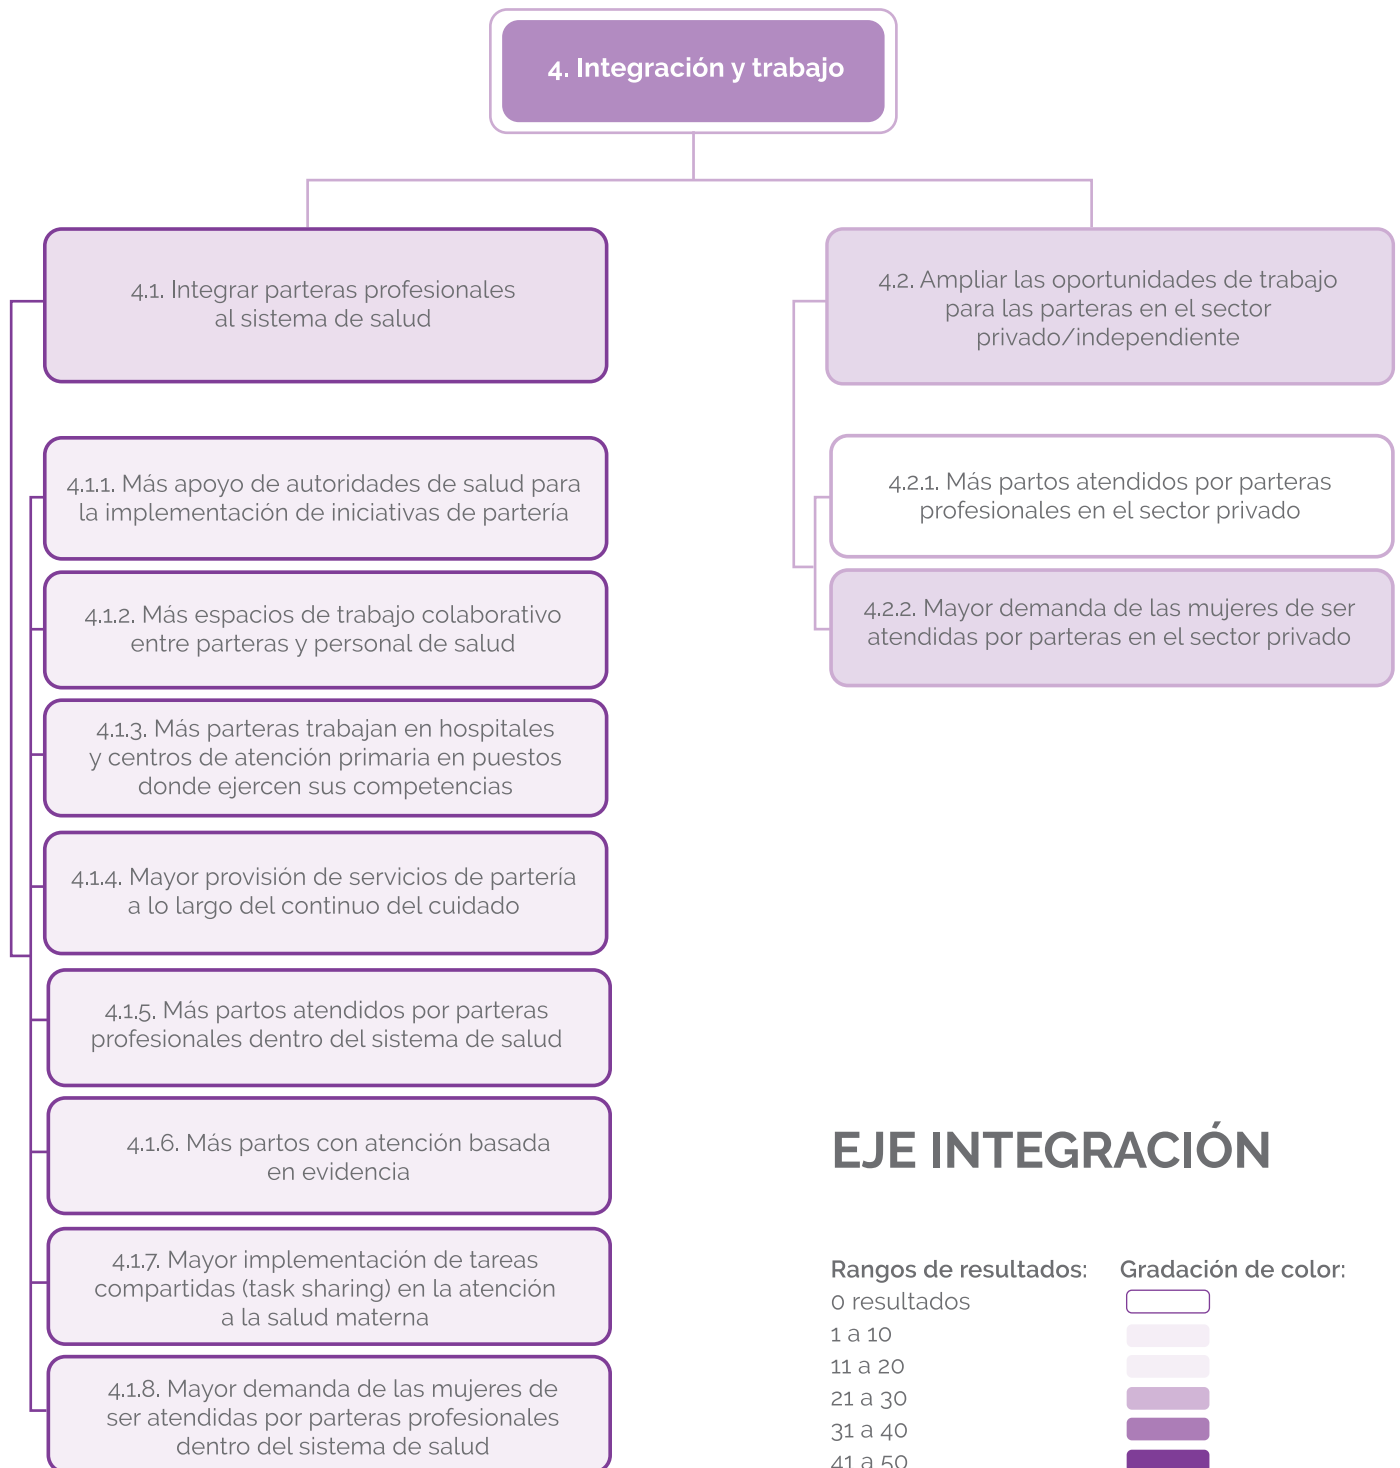 4. Integración y trabajo
4.1. Integrar parteras profesionales
al sistema de salud
4.1.1. Más apoyo de autoridades de salud para
la implementación de iniciativas de partería
4.1.2. Más espacios de trabajo colaborativo
entre parteras y personal de salud
4.1.3. Más parteras trabajan en hospitales
y centros de atención primaria en puestos
donde ejercen sus competencias
4.1.4. Mayor provisión de servicios de partería
a lo largo del continuo del cuidado
4.1.5. Más partos atendidos por parteras
profesionales dentro del sistema de salud
4.1.6. Más partos con atención basada
en evidencia
4.1.7. Mayor implementación de tareas
compartidas (task sharing) en la atención
a la salud materna
4.1.8. Mayor demanda de las mujeres de
ser atendidas por parteras profesionales
dentro del sistema de salud
4.2. Ampliar las oportunidades de trabajo
para las parteras en el sector
privado/independiente
4.2.1. Más partos atendidos por parteras
profesionales en el sector privado
4.2.2. Mayor demanda de las mujeres de ser
atendidas por parteras en el sector privado
EJE INTEGRACIÓN
Rangos de resultados: Gradación de color:
0 resultados
1 a 10
11 a 20
21 a 30
31 a 40
41 a 50